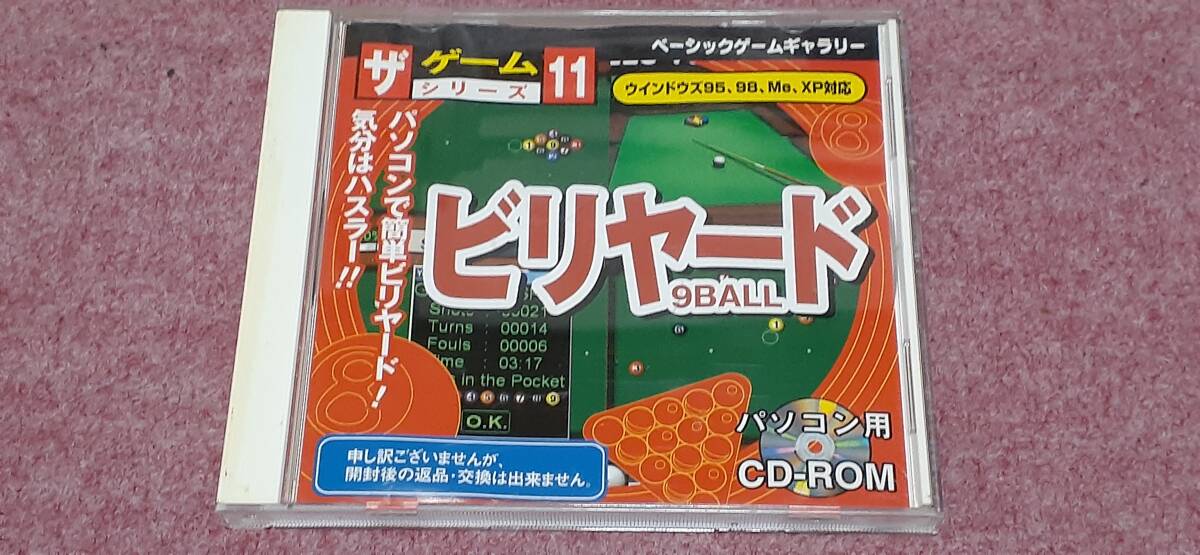 ベーシックゲームギャラリー
ザ
ゲーム
シリーズ
11
ウインドウズ95、98、Me、XP対応
パソコンで簡単ビリヤード!
気分はハスラー!!
ビリヤード
9BALL
Turns : 00014
Fouls : 00006
: 03:17
in the Pocket
O.K.
パソコン用
CD-ROM
申し訳ございませんが、
開封後の返品・交換は出来ません。